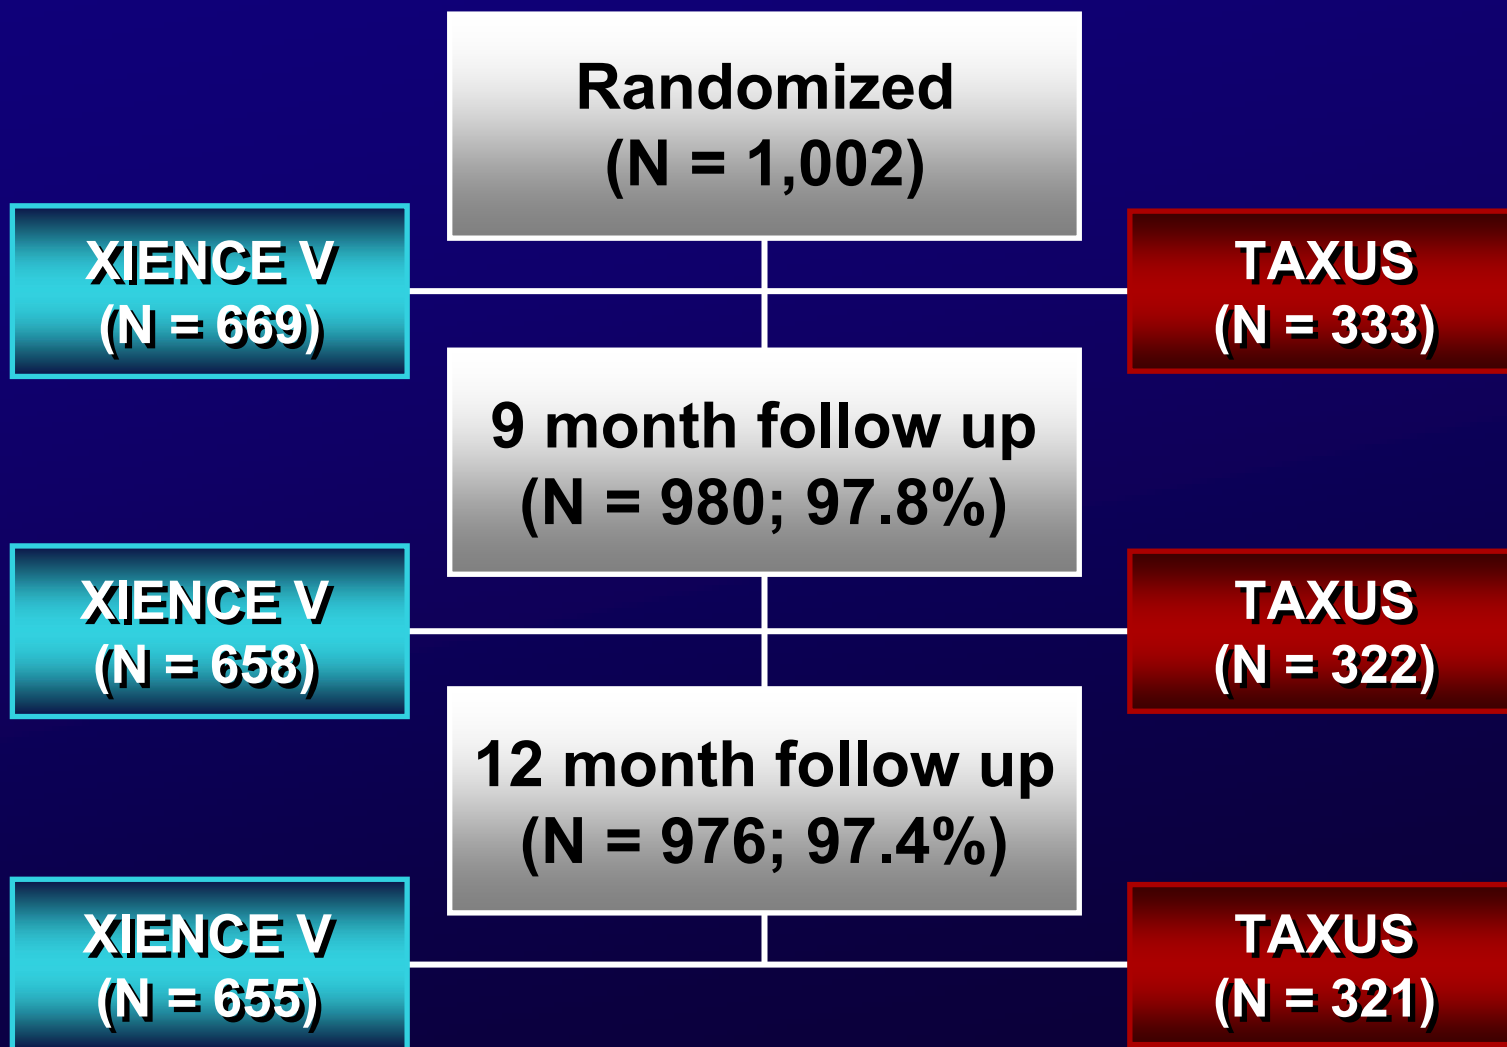 Randomized
(N = 1,002)
XIENCE V
(N = 669)
TAXUS
(N = 333)
9 month follow up
(N = 980; 97.8%)
XIENCE V
(N = 658)
TAXUS
(N = 322)
12 month follow up
(N = 976; 97.4%)
XIENCE V
(N = 655)
TAXUS
(N = 321)